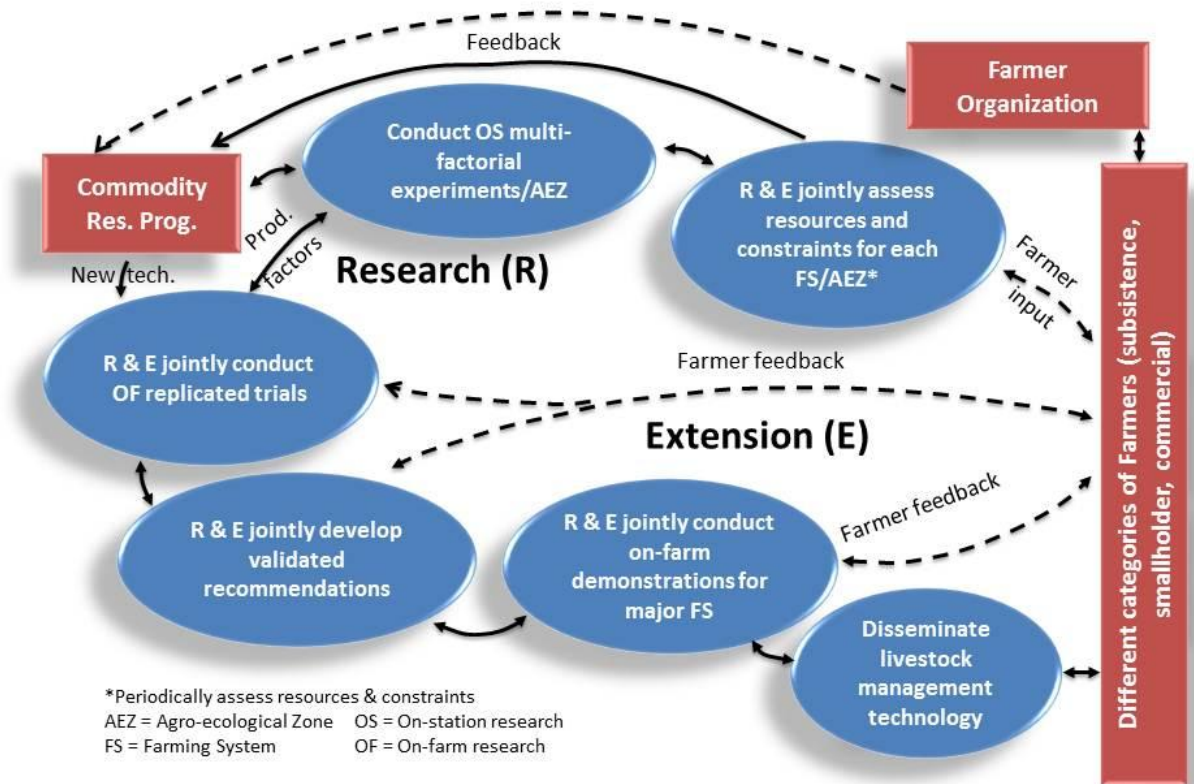 Feedback
Farmer
Organization
Conduct OS multi-
factorial
experiments/AEZ
Commodity
Res. Prog.
R & E jointly assess
resources and
constraints for each
FS/AEZ*
Prod.
factors
Research (R)
New tech.
Farmer
input
R & E jointly conduct
OF replicated trials
Farmer feedback
Extension (E)
R & E jointly develop
validated
recommendations
R & E jointly conduct
on-farm
demonstrations for
major FS
Farmer feedback
Disseminate
livestock
management
technology
Different categories of Farmers (subsistence,
smallholder, commercial)
*Periodically assess resources & constraints
AEZ = Agro-ecological Zone OS = On-station research
FS = Farming System OF = On-farm research